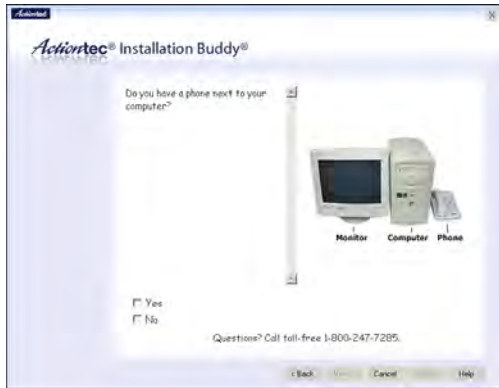 Actiontec
Actiontec® Installation Buddy®
Do you have a phone next to your
computer?
Monitor Computer Phone
Yes
No
Questions? Call toll-free 1-800-247-7285.
< Back Cancel Help